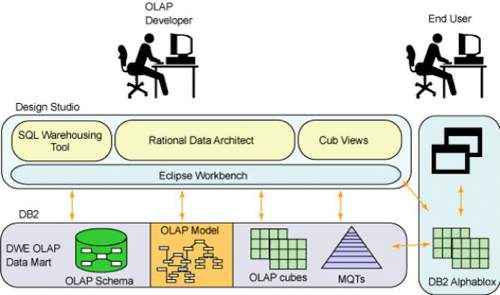 OLAP
Developer
End User
Design Studio
SQL Warehousing
Tool
Rational Data Architect
Cub Views
Eclipse Workbench
DB2
DWE OLAP
Data Mart
OLAP Schema
OLAP Model
OLAP cubes
MQTs
DB2 Alphablox